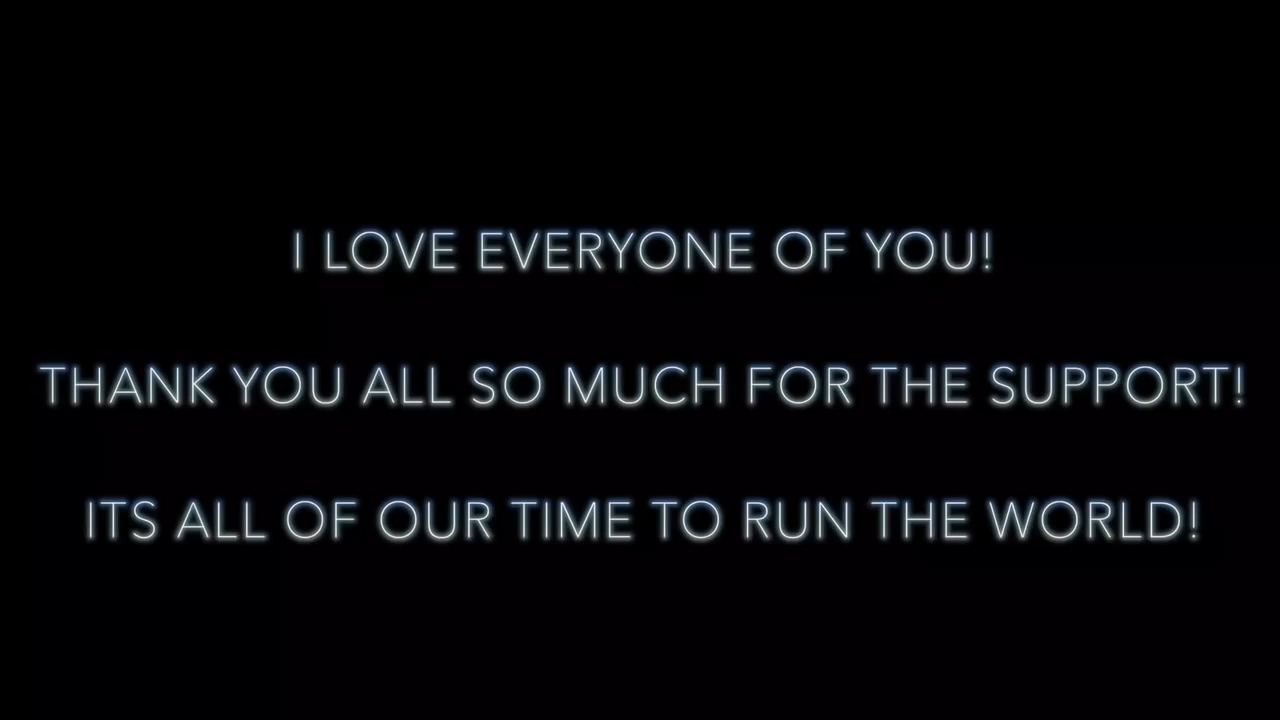 I LOVE EVERYONE OF YOU!
THANK YOU ALL SO MUCH FOR THE SUPPORT!
ITS ALL OF OUR TIME TO RUN THE WORLD!